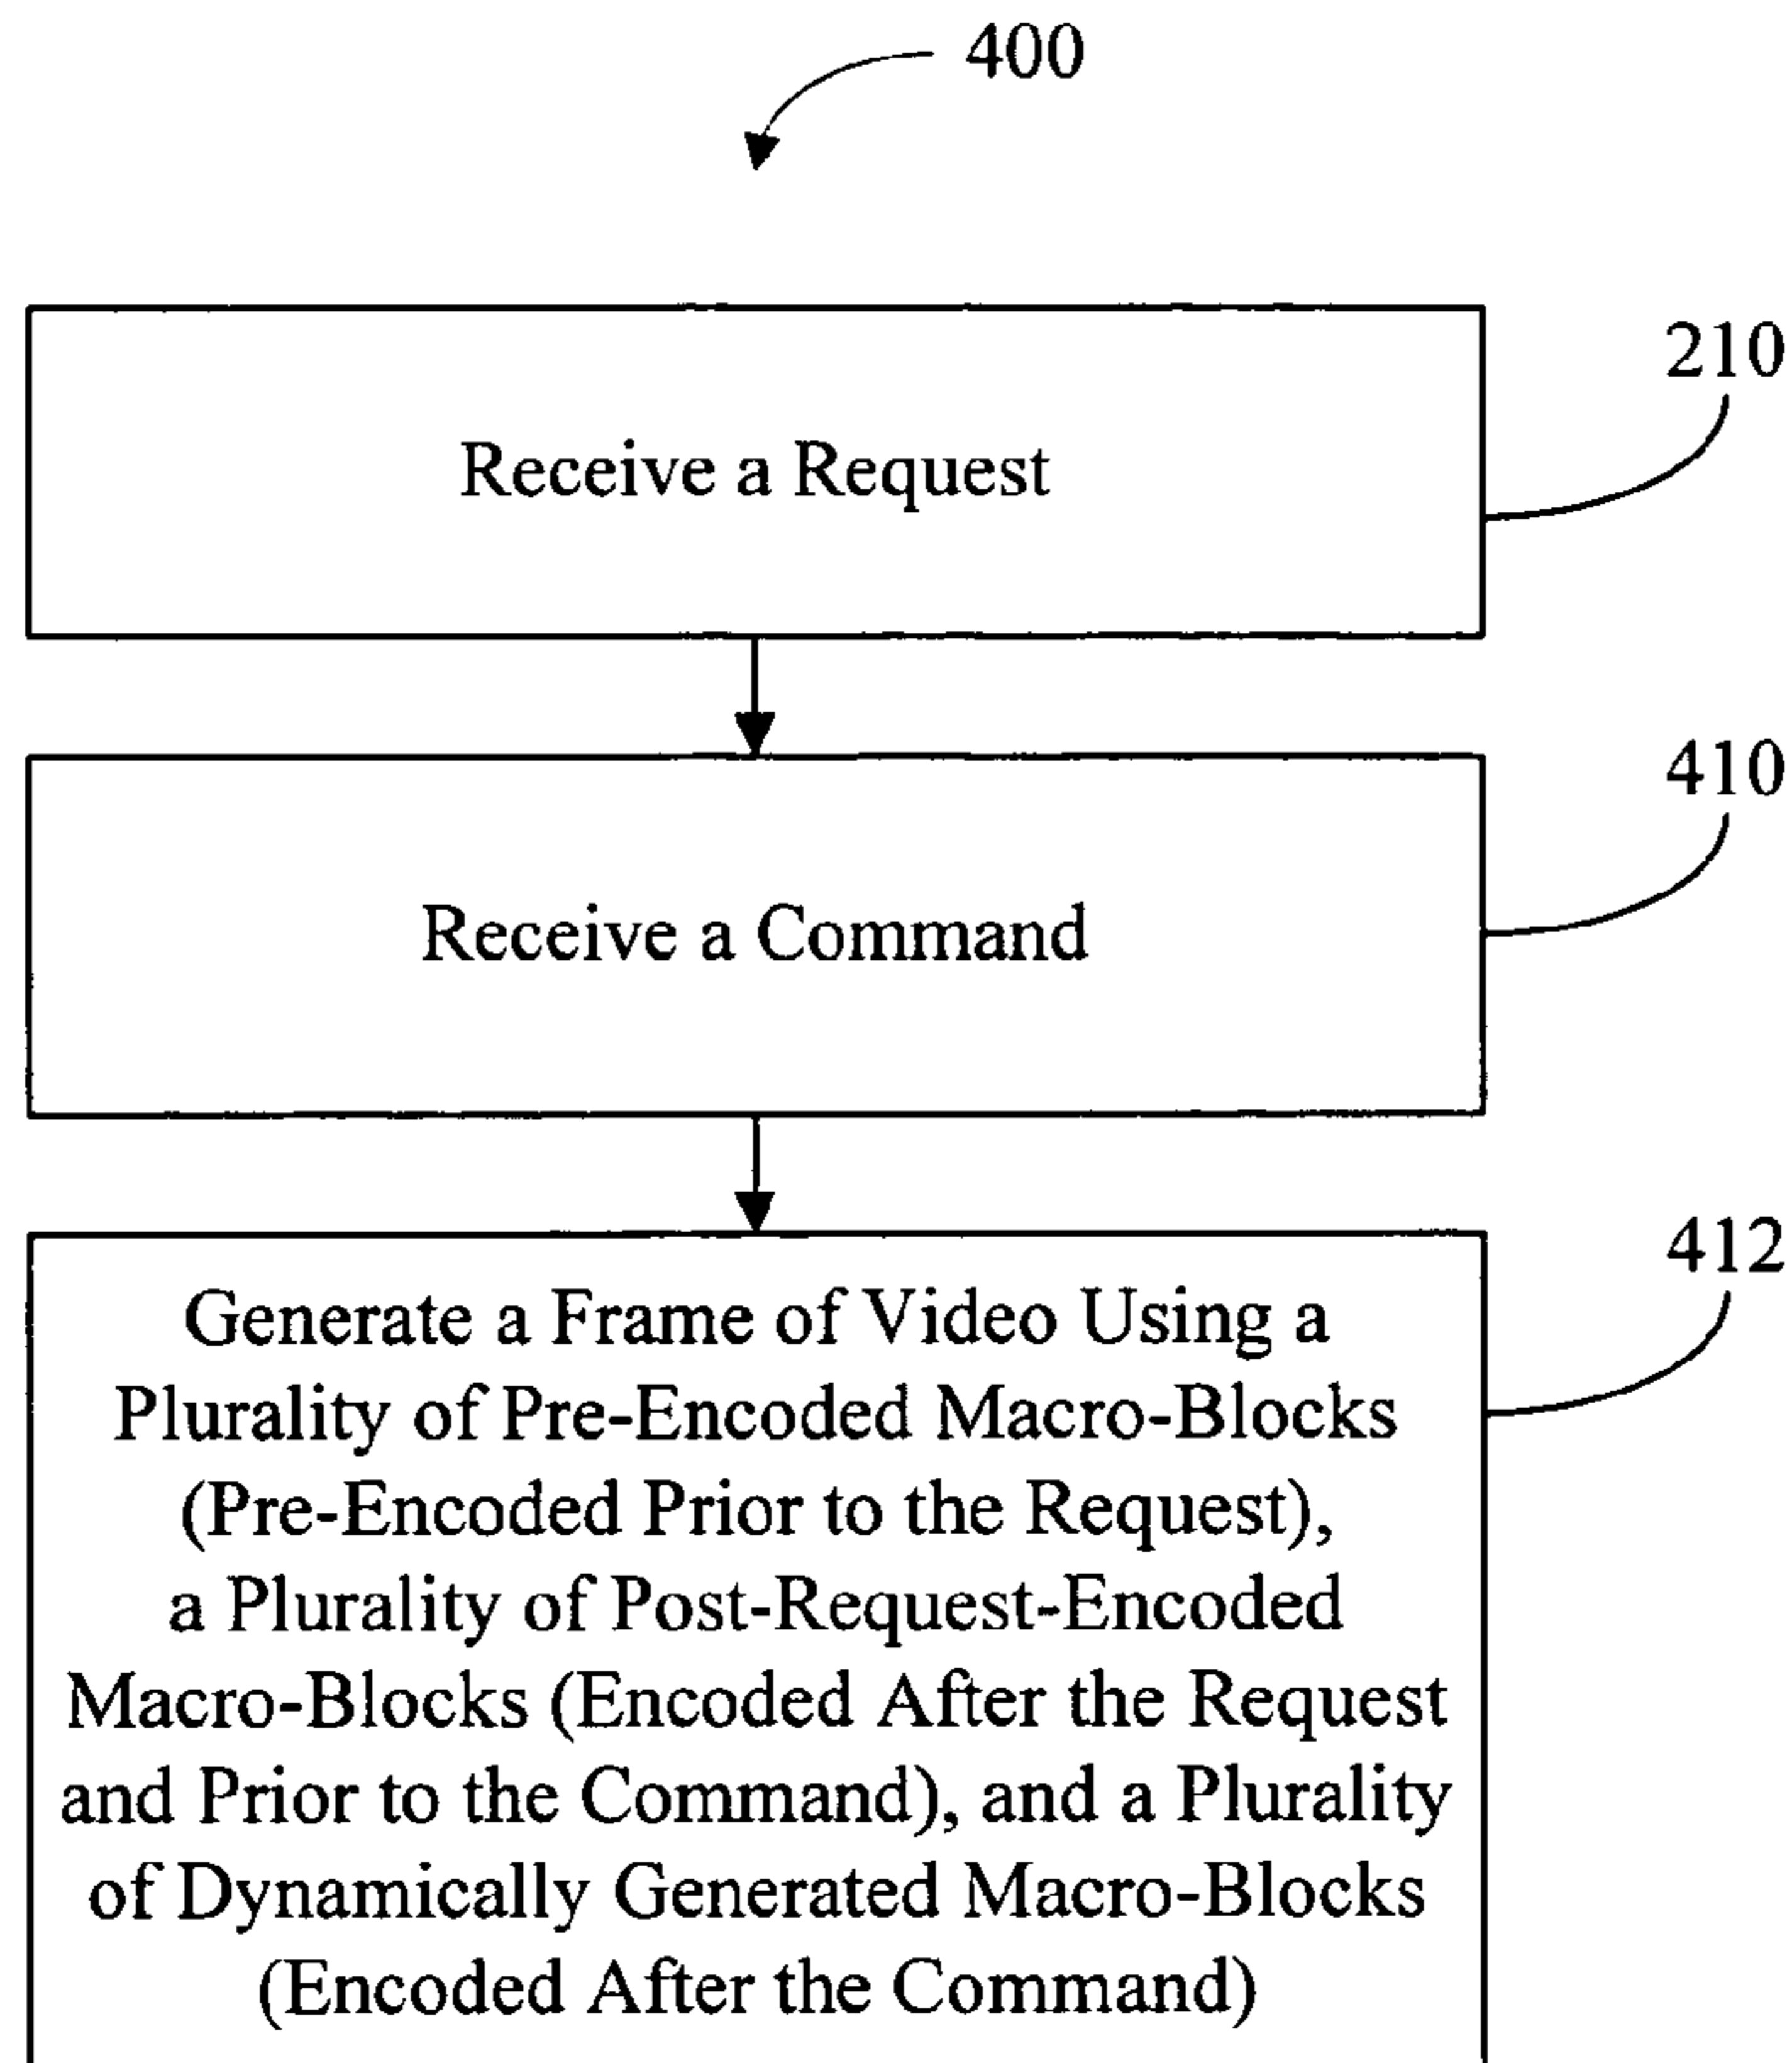 400
210
Receive a Request
410
Receive a Command
412
Generate a Frame of Video Using a
Plurality of Pre-Encoded Macro-Blocks
(Pre-Encoded Prior to the Request),
a Plurality of Post-Request-Encoded
Macro-Blocks (Encoded After the Request
and Prior to the Command), and a Plurality
of Dynamically Generated Macro-Blocks
(Encoded After the Command)